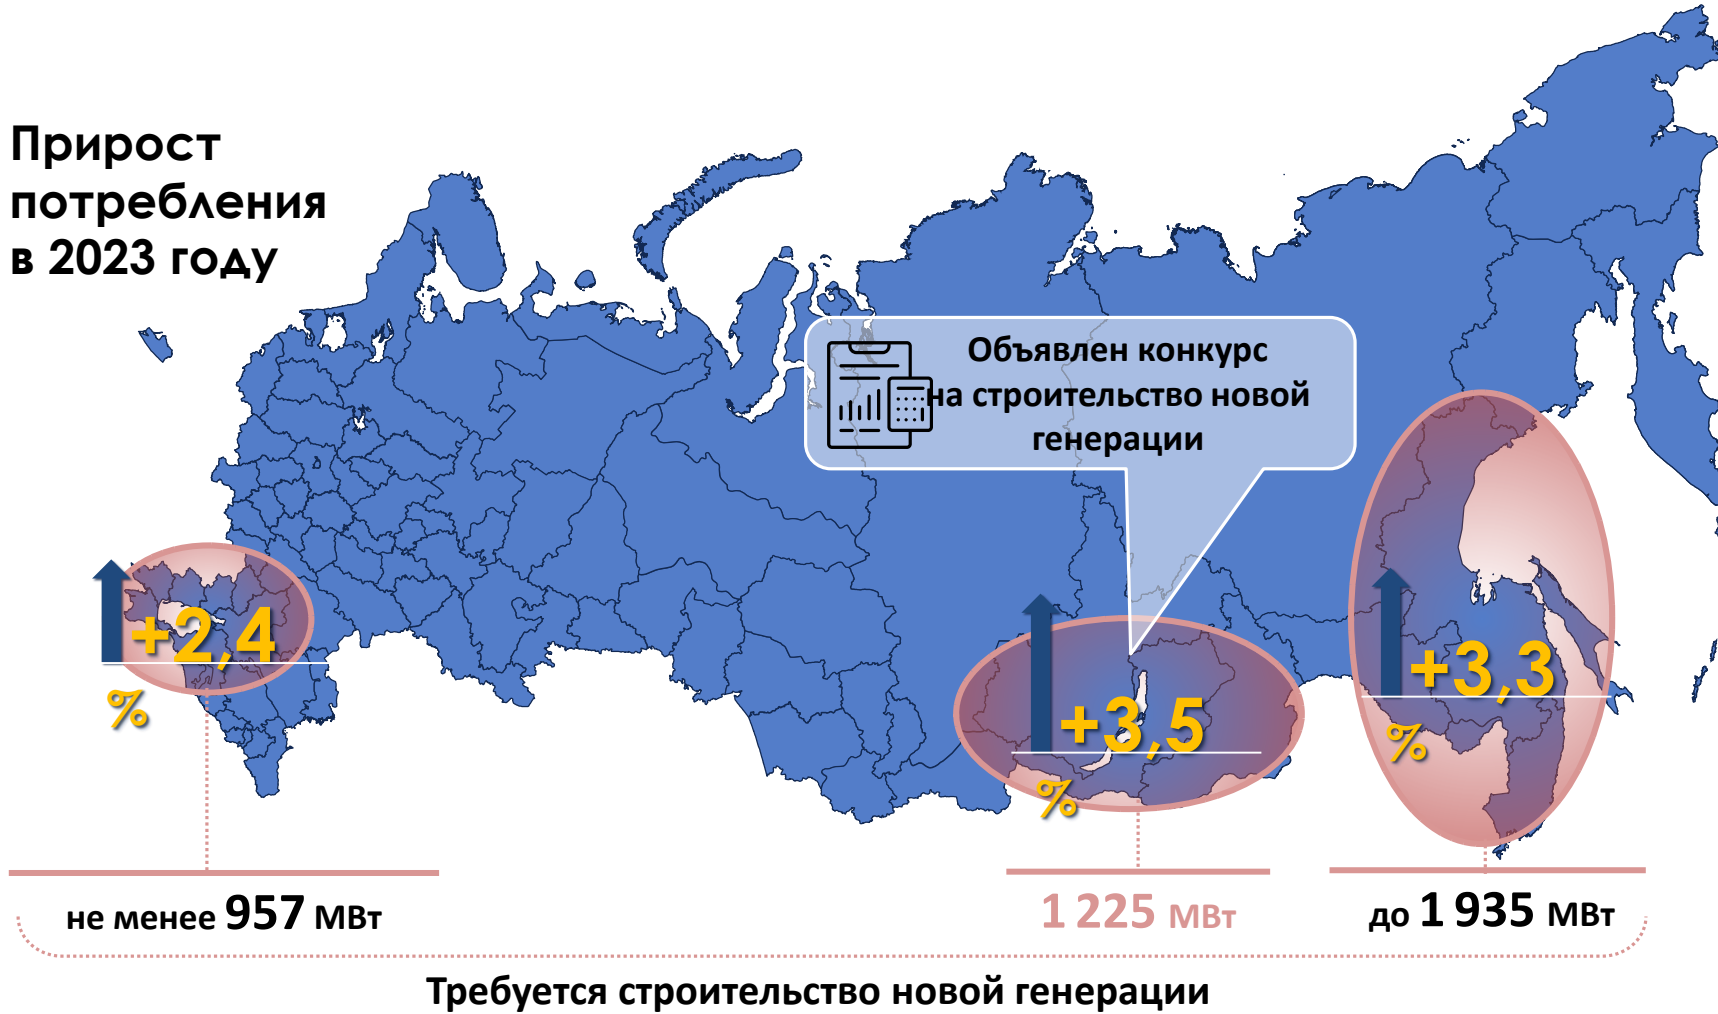 Прирост
потребления
в 2023 году
Объявлен конкурс
на строительство новой
генерации
+2,4
%
+3,5
%
+3,3
%
не менее 957 МВт
1 225 МВт
до 1 935 МВт
Требуется строительство новой генерации